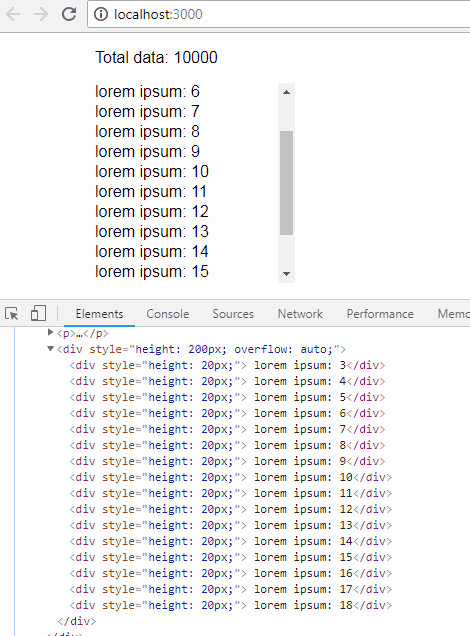 localhost:3000
Total data: 10000
lorem ipsum: 6
lorem ipsum: 7
lorem ipsum: 8
lorem ipsum: 9
lorem ipsum: 10
lorem ipsum: 11
lorem ipsum: 12
lorem ipsum: 13
lorem ipsum: 14
lorem ipsum: 15
Elements Console Sources Network Performance Memo
<p>…</p>
<div style="height: 200px; overflow: auto;">
<div style="height: 20px;"> lorem ipsum: 3</div>
<div style="height: 20px;"> lorem ipsum: 4</div>
<div style="height: 20px;"> lorem ipsum: 5</div>
<div style="height: 20px;"> lorem ipsum: 6</div>
<div style="height: 20px;"> lorem ipsum: 7</div>
<div style="height: 20px;"> lorem ipsum: 8</div>
<div style="height: 20px;"> lorem ipsum: 9</div>
<div style="height: 20px;"> lorem ipsum: 10</div>
<div style="height: 20px;"> lorem ipsum: 11</div>
<div style="height: 20px;"> lorem ipsum: 12</div>
<div style="height: 20px;"> lorem ipsum: 13</div>
<div style="height: 20px;"> lorem ipsum: 14</div>
<div style="height: 20px;"> lorem ipsum: 15</div>
<div style="height: 20px;"> lorem ipsum: 16</div>
<div style="height: 20px;"> lorem ipsum: 17</div>
<div style="height: 20px;"> lorem ipsum: 18</div>
</div>
</div>